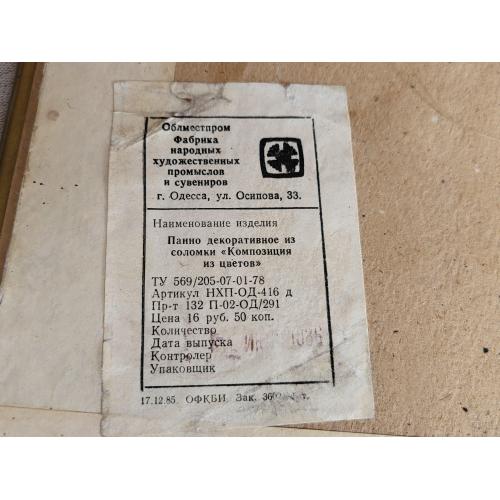 Облместпром
Фабрика
народных
художественных
промыслов
и сувениров
г. Одесса, ул. Осипова, 33.
Наименование изделия
Панно декоративное из
соломки «Композиция
из цветов»
ТУ 569/205-07-01-78
Артикул НХП-ОД-416 д
Пр-т 132 П-02-ОД/291
Цена 16 руб. 50 коп.
Количество
Дата выпуска
Контролер
Упаковщик
17.12.85. ОФКБИ. Зак.